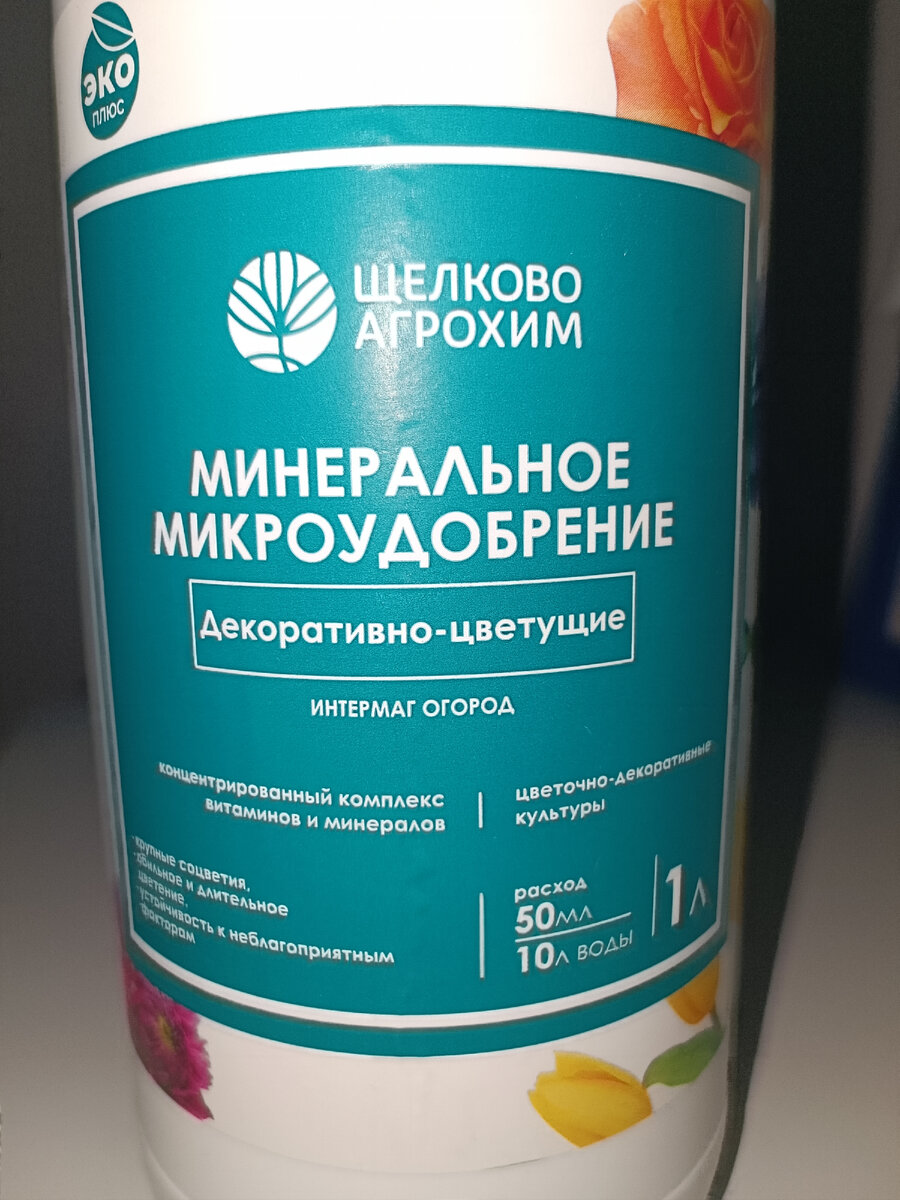 ЭКО
ПЛЮС
ЩЕЛКОВО
АГРОХИМ
МИНЕРАЛЬНОЕ
МИКРОУДОБРЕНИЕ
Декоративно-цветущие
ИНТЕРМАГ ОГОРОД
концентрированный комплекс
витаминов и минералов
цветочно-декоративные
культуры
·крупные соцветия,
·обильное и длительное
цветение,
·устойчивость к неблагоприятным
факторам
расход
50мл
10л воды
1л